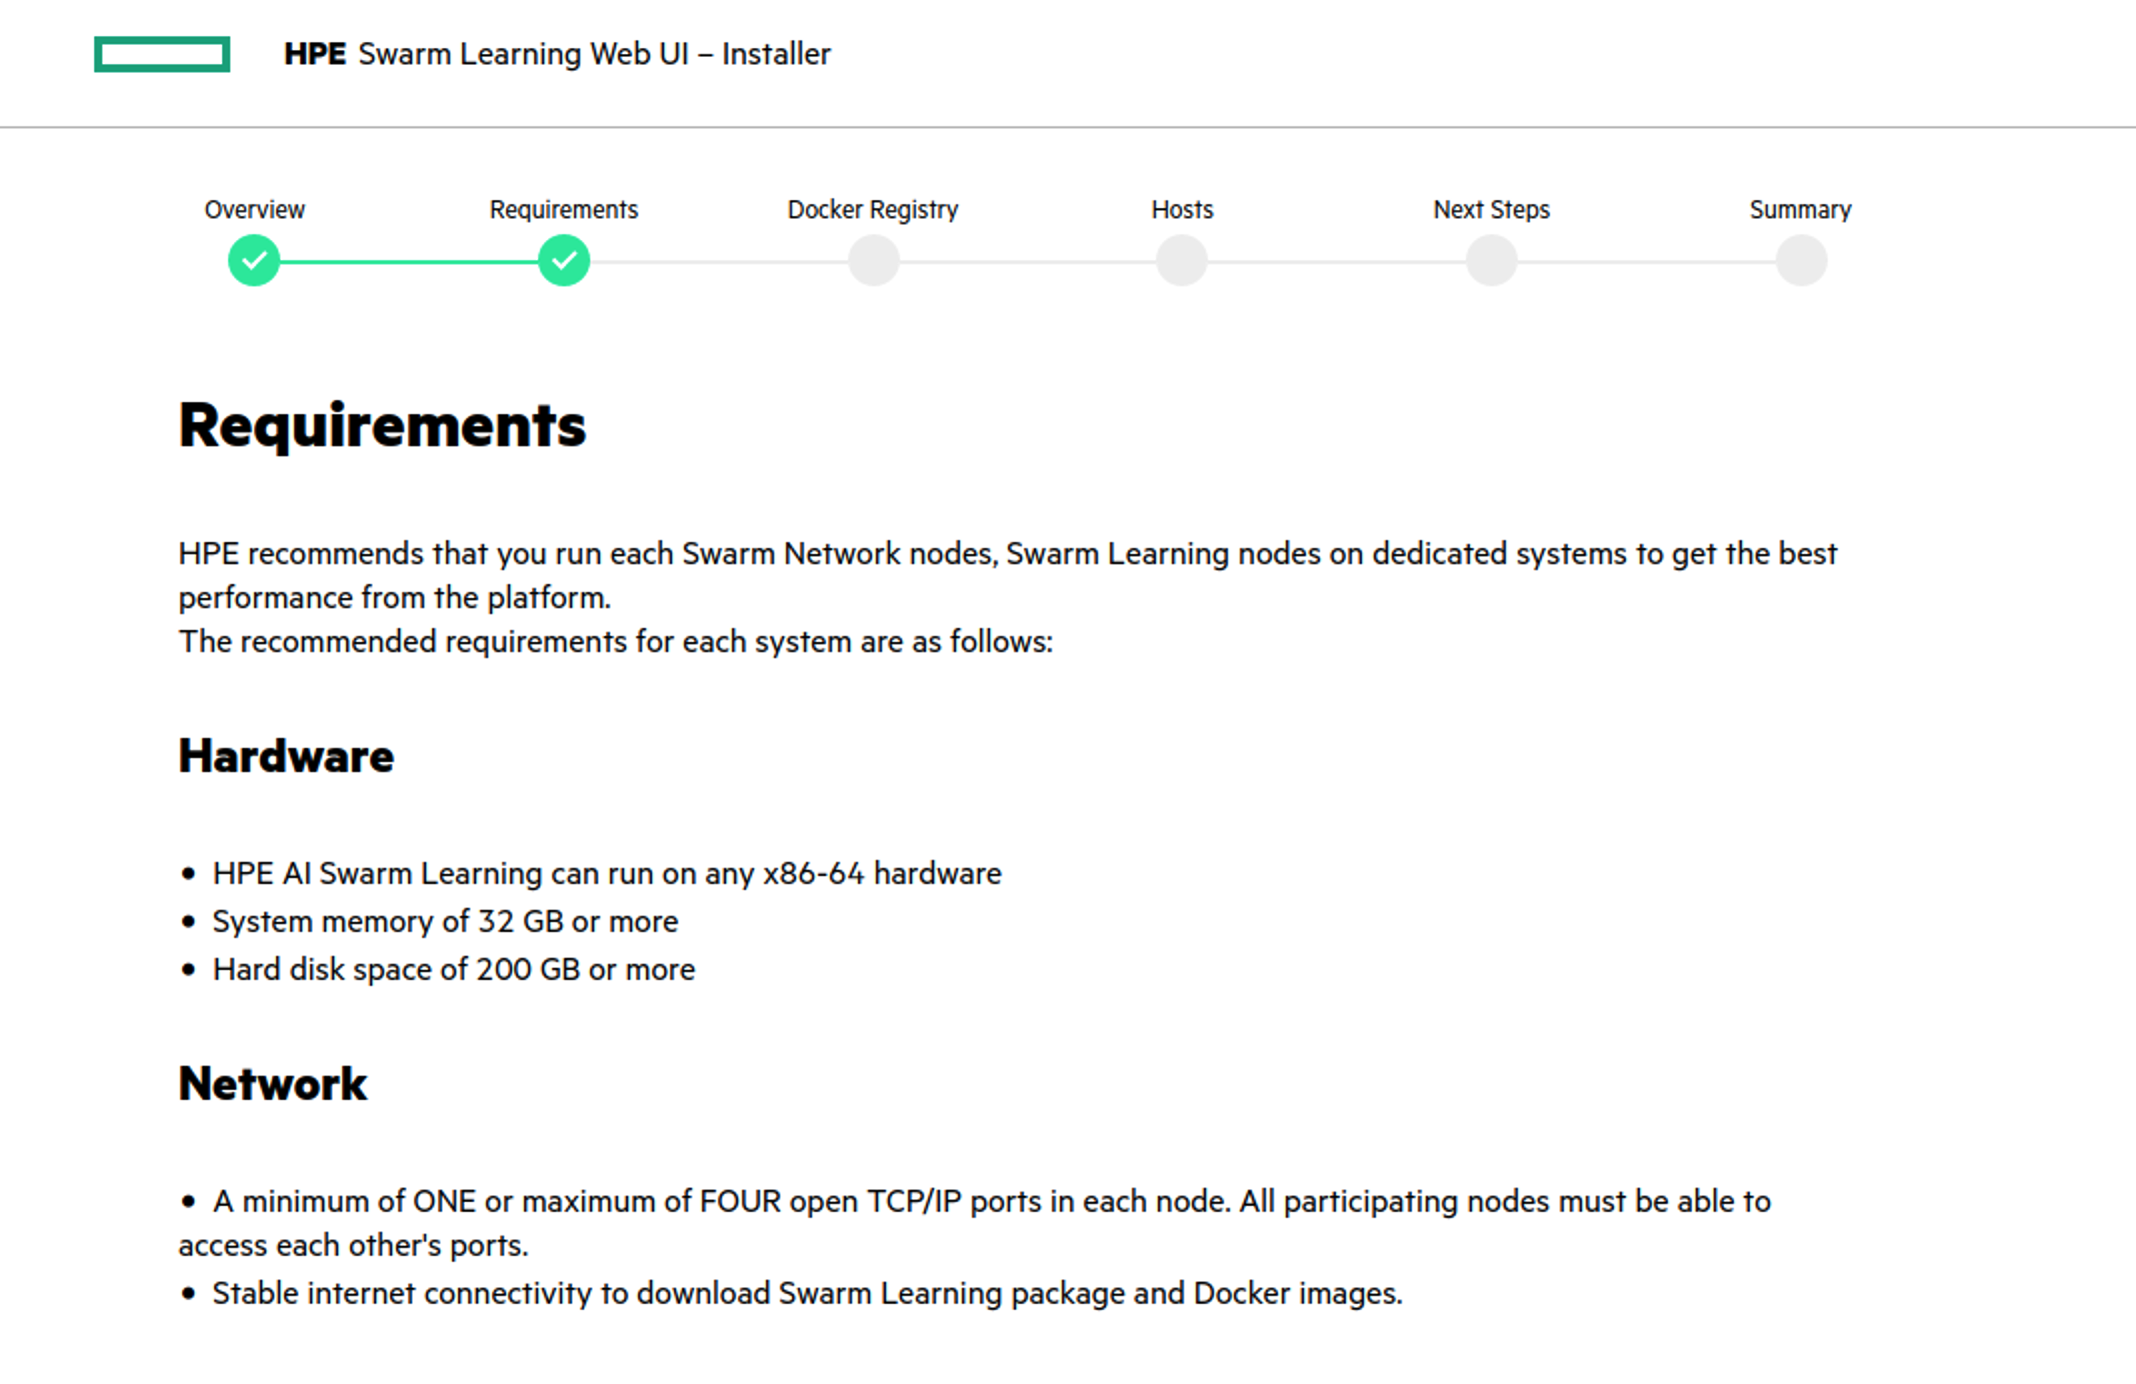 HPE Swarm Learning Web UI – Installer
Overview
Requirements
Docker Registry
Hosts
Next Steps
Summary
Requirements
HPE recommends that you run each Swarm Network nodes, Swarm Learning nodes on dedicated systems to get the best
performance from the platform.
The recommended requirements for each system are as follows:
Hardware
• HPE AI Swarm Learning can run on any x86-64 hardware
• System memory of 32 GB or more
• Hard disk space of 200 GB or more
Network
• A minimum of ONE or maximum of FOUR open TCP/IP ports in each node. All participating nodes must be able to
access each other's ports.
• Stable internet connectivity to download Swarm Learning package and Docker images.